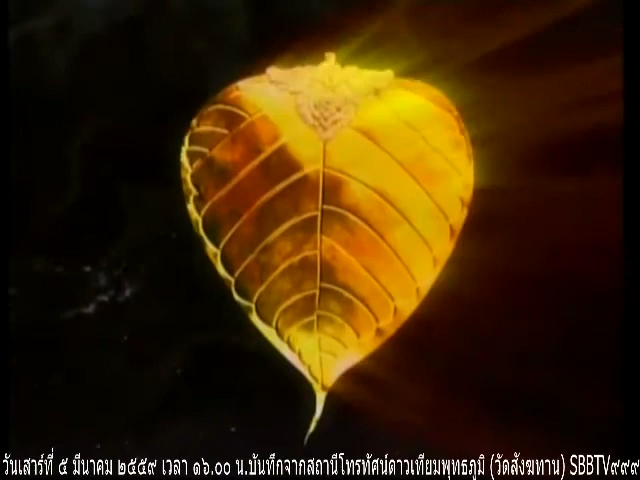 วันเสาร์ที่ ๕ มีนาคม ๒๕๕๙ เวลา ๑๖.๐๐ น.บันทึกจากสถานีโทรทัศน์ดาวเทียมพุทธภูมิ (วัดสังฆทาน) SBBTV๙๙๙